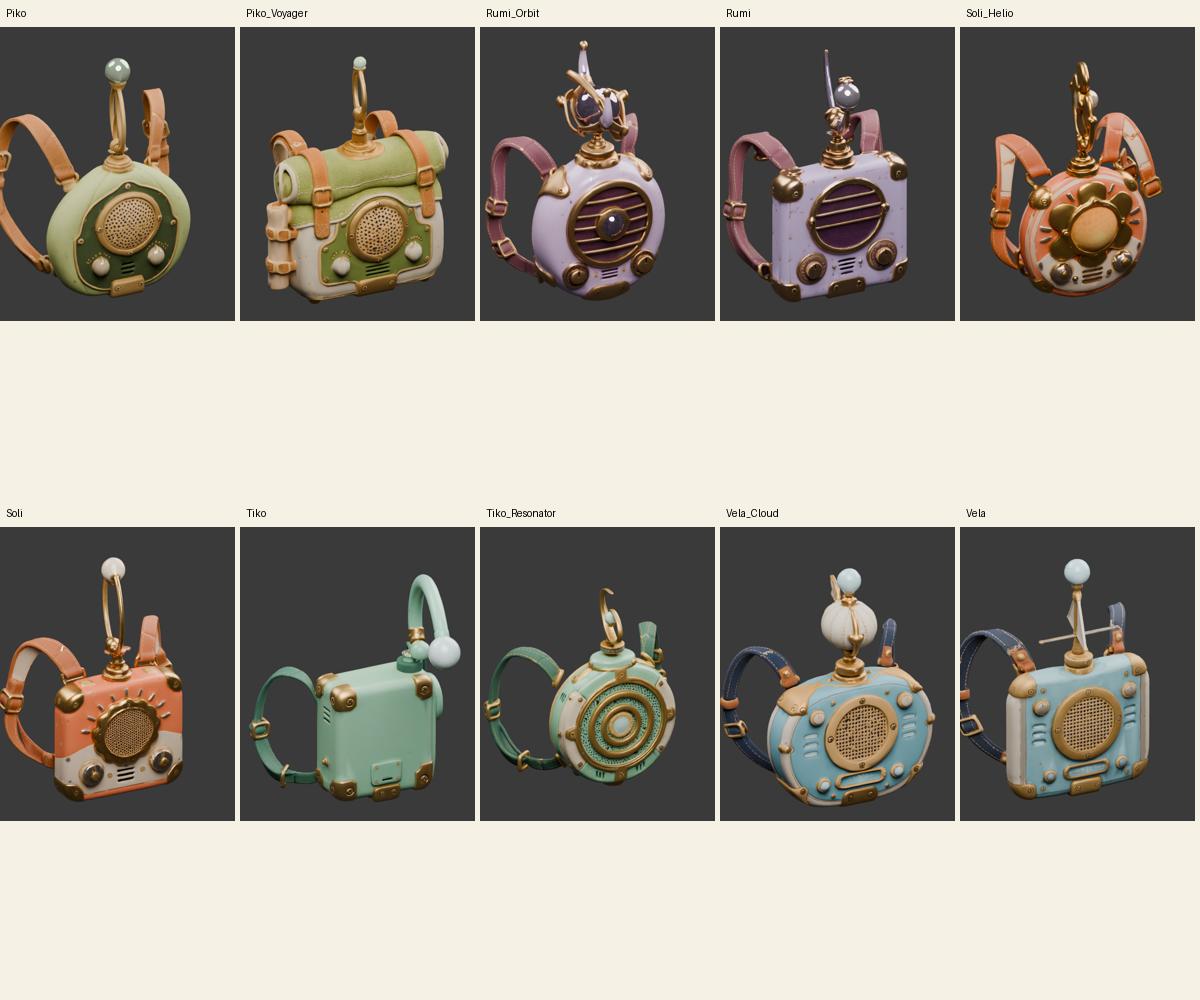 Piko
Piko_Voyager
Rumi_Orbit
Rumi
Soli_Helio
Soli
Tiko
Tiko_Resonator
Vela_Cloud
Vela